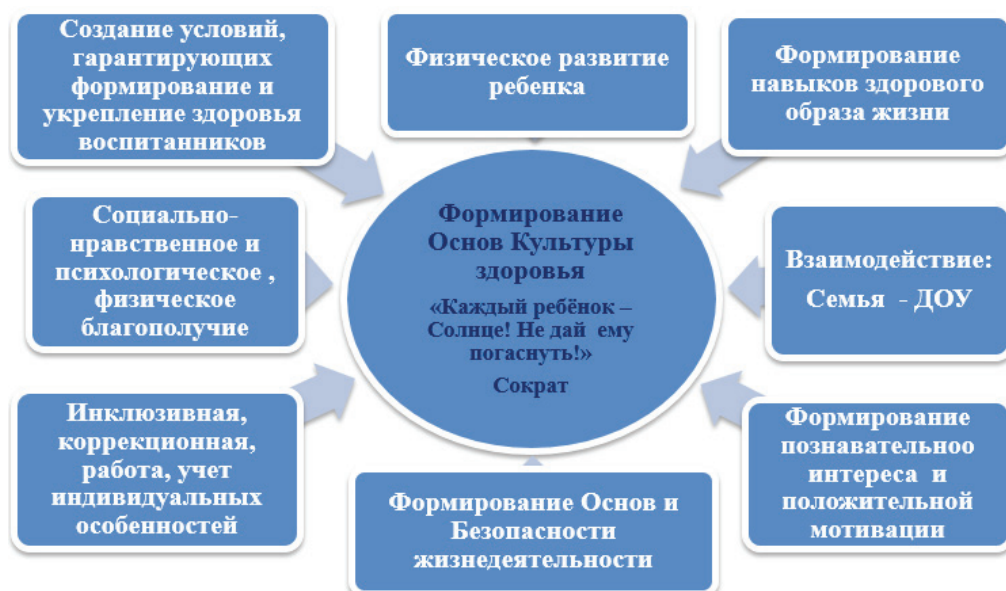 Создание условий,
гарантирующих
формирование и
укрепление здоровья
воспитанников
Физическое развитие
ребенка
Формирование
навыков здорового
образа жизни
Социально-
нравственное и
психологическое ,
физическое
благополучие
Формирование
Основ Культуры
здоровья
«Каждый ребёнок –
Солнце! Не дай ему
погаснуть!»
Сократ
Взаимодействие:
Семья - ДОУ
Инклюзивная,
коррекционная,
работа, учет
индивидуальных
особенностей
Формирование Основ и
Безопасности
жизнедеятельности
Формирование
познавательноо
интереса и
положительной
мотивации